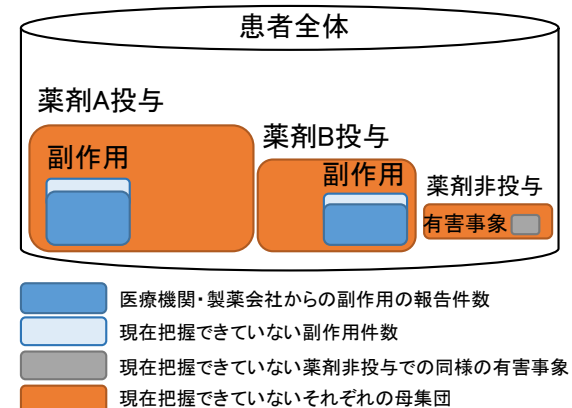 患者全体
薬剤A投与
薬剤B投与
副作用
副作用
薬剤非投与
有害事象
医療機関・製薬会社からの副作用の報告件数
現在把握できていない副作用件数
現在把握できていない薬剤非投与での同様の有害事象
現在把握できていないそれぞれの母集団